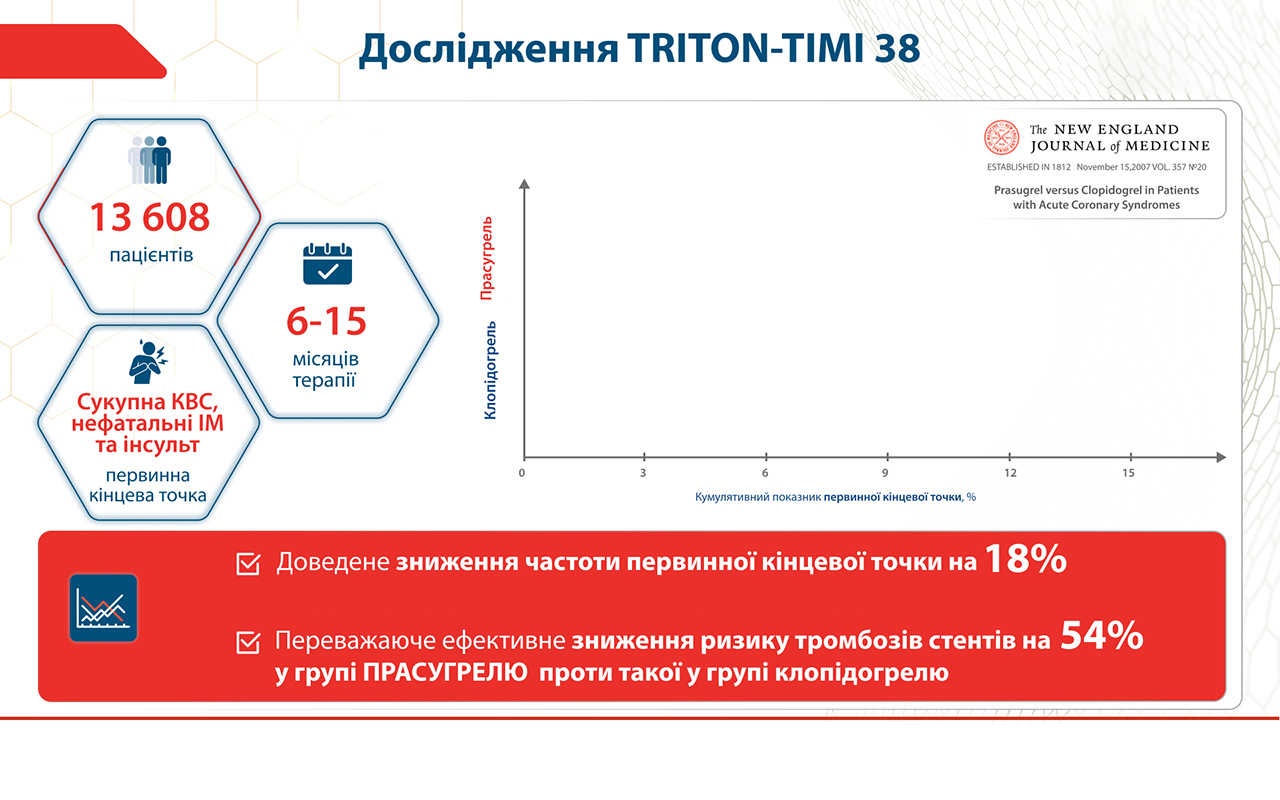 Дослідження TRITON-TIMI 38
13 608
пацієнтів
6-15
місяців
терапії
Сукупна КВС,
нефатальні ІМ
та інсульт
первинна
кінцева точка
The NEW ENGLAND
JOURNAL of MEDICINE
ESTABLISHED IN 1812 November 15,2007 VOL. 357 №20
Prasugrel versus Clopidogrel in Patients
with Acute Coronary Syndromes
Прасугрель
Клопідогрель
0 3 6 9 12 15
Кумулятивний показник первинної кінцевої точки, %
Доведене зниження частоти первинної кінцевої точки на 18%
Переважаюче ефективне зниження ризику тромбозів стентів на 54%
у групі ПРАСУГРЕЛЮ проти такої у групі клопідогрелю